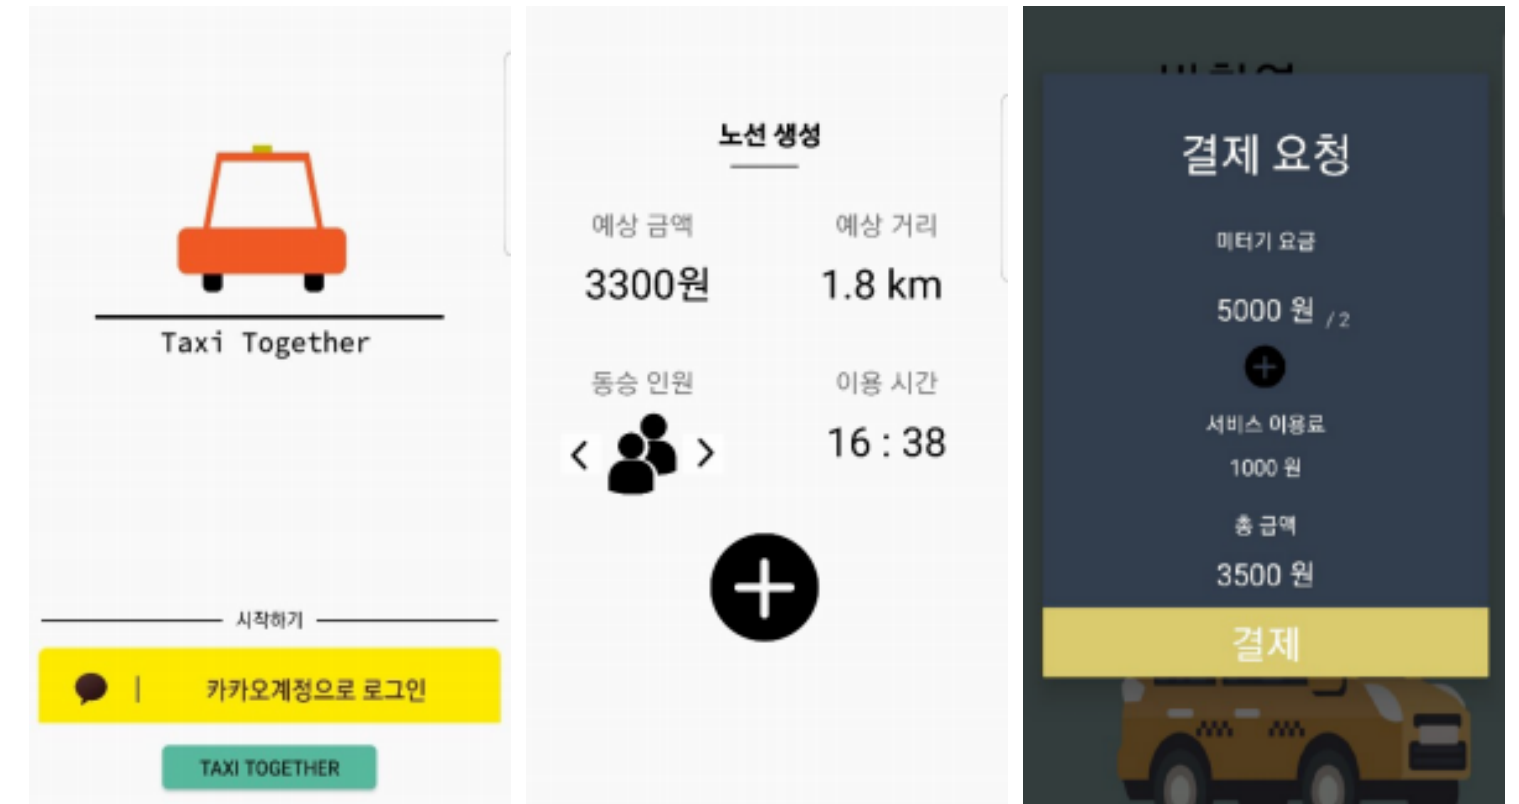 Taxi Together
시작하기
카카오계정으로 로그인
TAXI TOGETHER
노선 생성
예상 금액
예상 거리
3300원
1.8 km
동승 인원
이용 시간
16 : 38
결제 요청
미터기 요금
5000 원 / 2
서비스 이용료
1000 원
총 금액
3500 원
결제